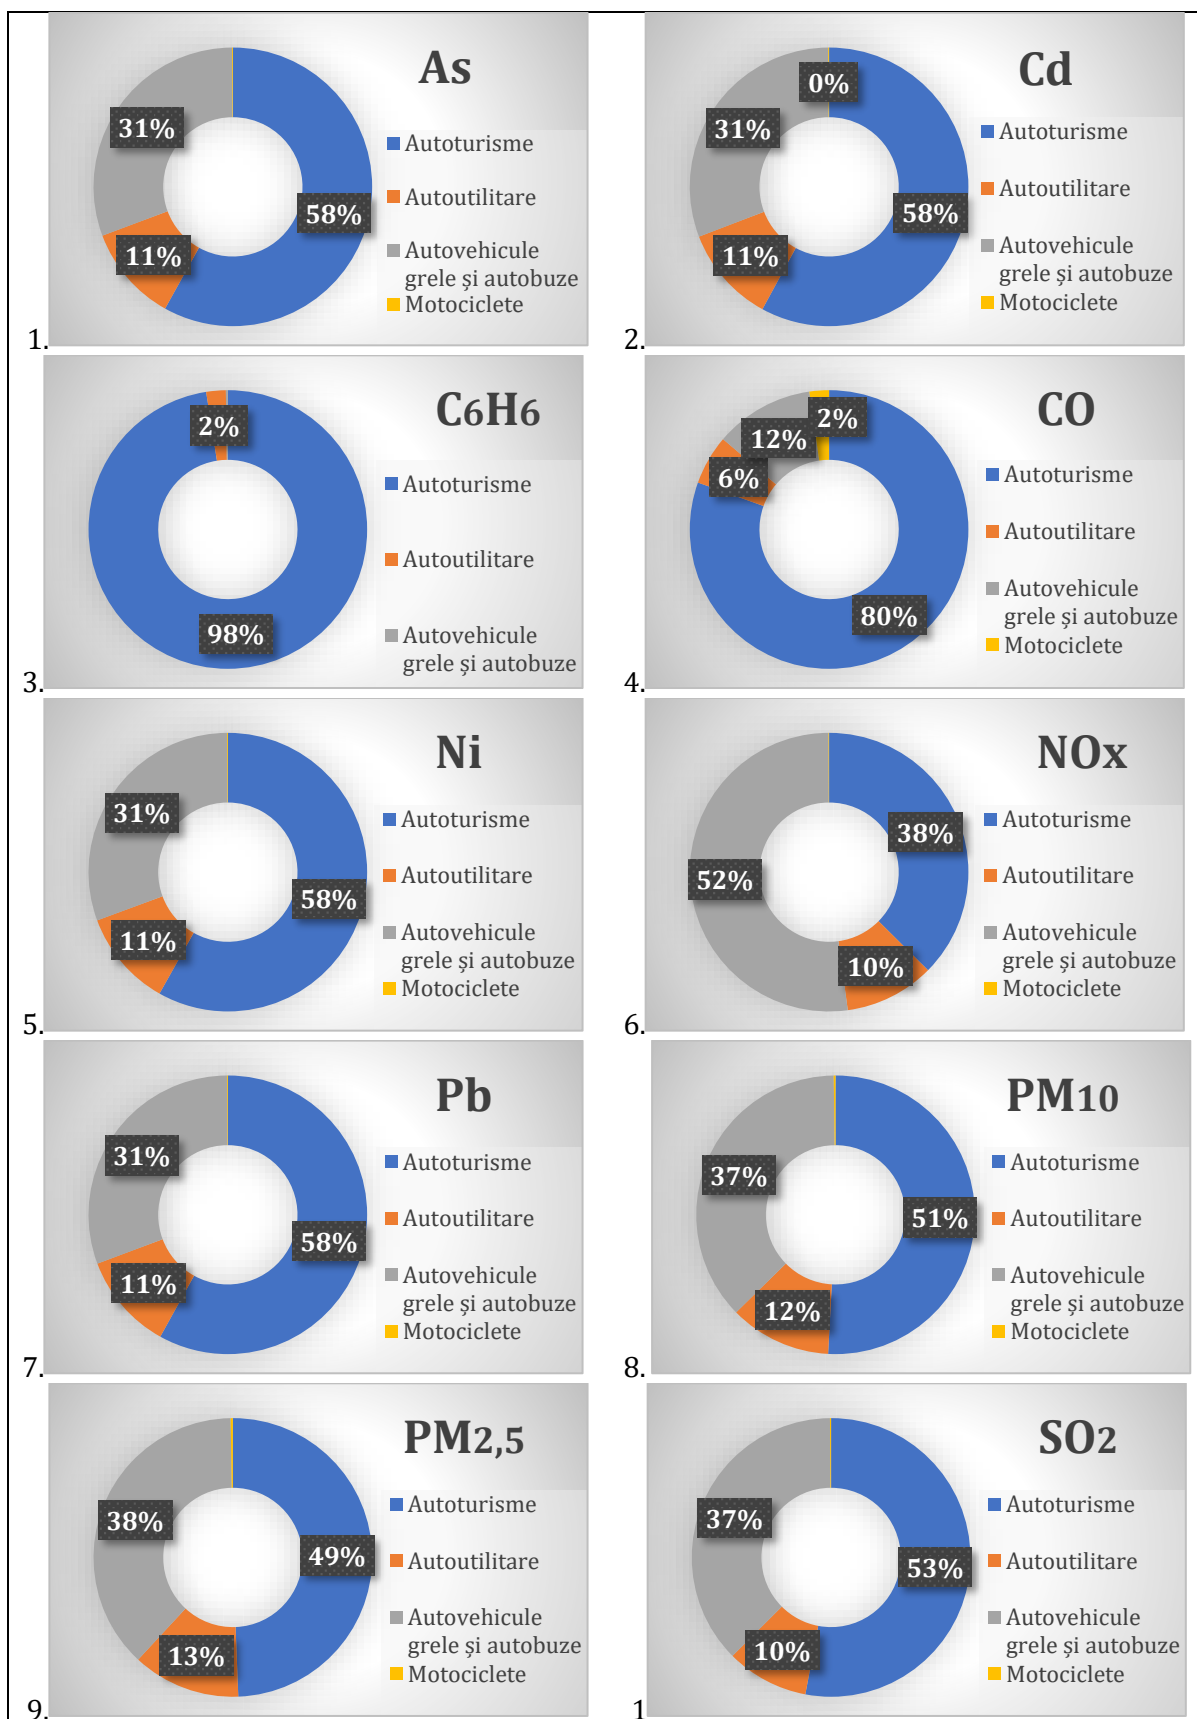 As
31%
58%
11%
Autoturisme
Autoutilitare
Autovehicule
grele și autobuze
Motociclete
1.
Cd
0%
31%
58%
11%
Autoturisme
Autoutilitare
Autovehicule
grele și autobuze
Motociclete
2.
C6H6
2%
98%
Autoturisme
Autoutilitare
Autovehicule
grele și autobuze
3.
CO
2%
12%
6%
80%
Autoturisme
Autoutilitare
Autovehicule
grele și autobuze
Motociclete
4.
Ni
31%
58%
11%
Autoturisme
Autoutilitare
Autovehicule
grele și autobuze
Motociclete
5.
NOx
38%
52%
10%
Autoturisme
Autoutilitare
Autovehicule
grele și autobuze
Motociclete
6.
Pb
31%
58%
11%
Autoturisme
Autoutilitare
Autovehicule
grele și autobuze
Motociclete
7.
PM10
37%
51%
12%
Autoturisme
Autoutilitare
Autovehicule
grele și autobuze
Motociclete
8.
PM2,5
38%
49%
13%
Autoturisme
Autoutilitare
Autovehicule
grele și autobuze
Motociclete
9.
SO2
37%
53%
10%
Autoturisme
Autoutilitare
Autovehicule
grele și autobuze
Motociclete
1